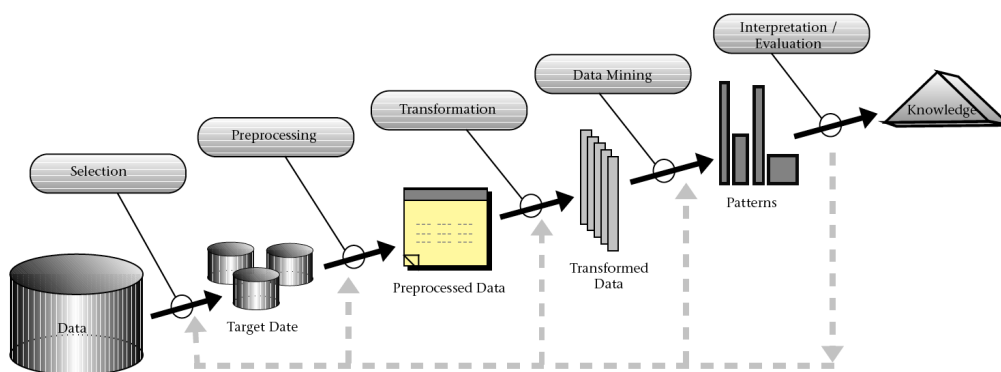 Interpretation /
Evaluation
Data Mining
Transformation
Preprocessing
Selection
Data
Target Date
Preprocessed Data
Transformed
Data
Patterns
Knowledge